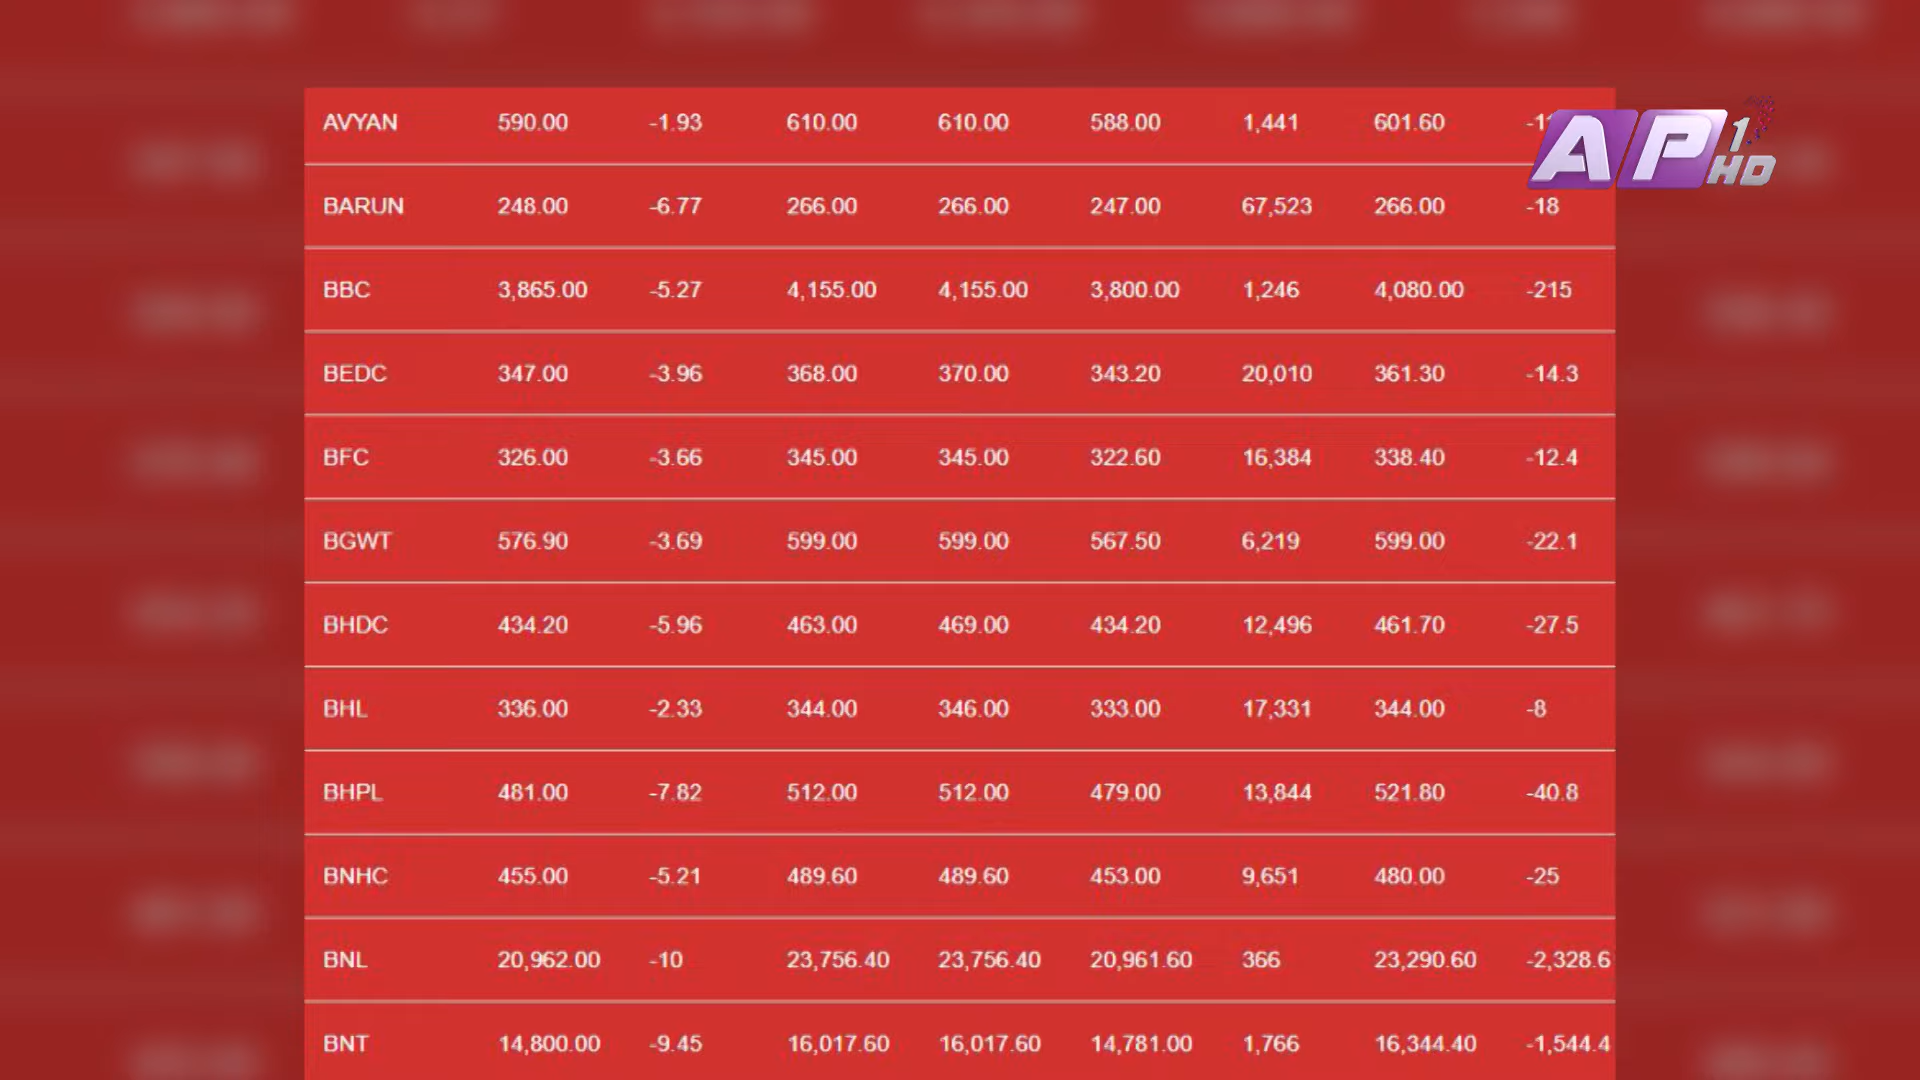 AVYAN 590.00 -1.93 610.00 610.00 588.00 1,441 601.60
BARUN 248.00 -6.77 266.00 266.00 247.00 67,523 266.00 -18
BBC 3,865.00 -5.27 4,155.00 4,155.00 3,800.00 1,246 4,080.00 -215
BEDC 347.00 -3.96 368.00 370.00 343.20 20,010 361.30 -14.3
BFC 326.00 -3.66 345.00 345.00 322.60 16,384 338.40 -12.4
BGWT 576.90 -3.69 599.00 599.00 567.50 6,219 599.00 -22.1
BHDC 434.20 -5.96 463.00 469.00 434.20 12,496 461.70 -27.5
BHL 336.00 -2.33 344.00 346.00 333.00 17,331 344.00 -8
BHPL 481.00 -7.82 512.00 512.00 479.00 13,844 521.80 -40.8
BNHC 455.00 -5.21 489.60 489.60 453.00 9,651 480.00 -25
BNL 20,962.00 -10 23,756.40 23,756.40 20,961.60 366 23,290.60 -2,328.6
BNT 14,800.00 -9.45 16,017.60 16,017.60 14,781.00 1,766 16,344.40 -1,544.4
AP1 HD